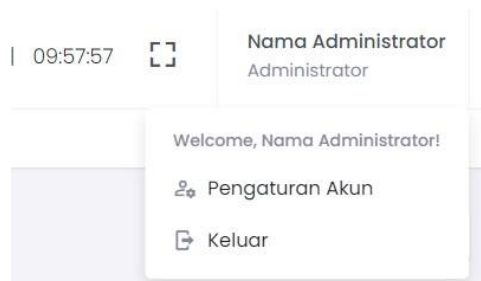 | 09:57:57
Nama Administrator
Administrator
Welcome, Nama Administrator!
Pengaturan Akun
Keluar